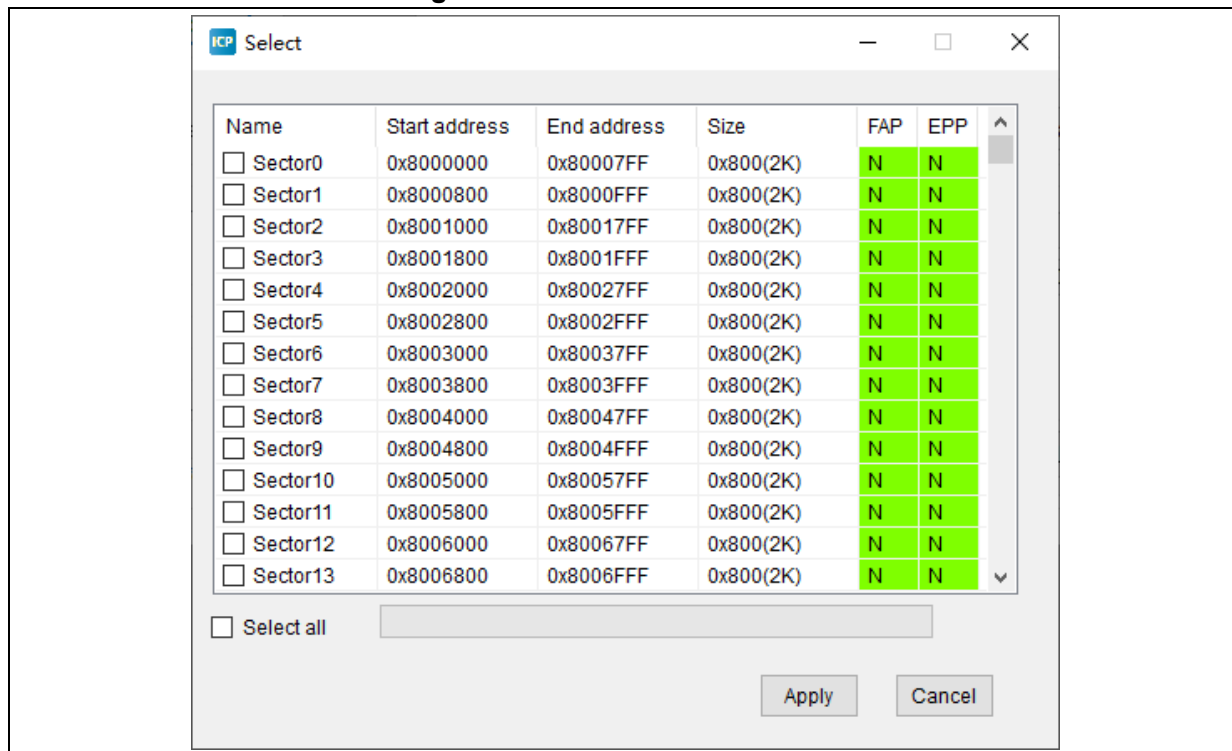 ICP Select
Name Start address End address Size FAP EPP
Sector0 0x8000000 0x80007FF 0x800(2K) N N
Sector1 0x8000800 0x8000FFF 0x800(2K) N N
Sector2 0x8001000 0x80017FF 0x800(2K) N N
Sector3 0x8001800 0x8001FFF 0x800(2K) N N
Sector4 0x8002000 0x80027FF 0x800(2K) N N
Sector5 0x8002800 0x8002FFF 0x800(2K) N N
Sector6 0x8003000 0x80037FF 0x800(2K) N N
Sector7 0x8003800 0x8003FFF 0x800(2K) N N
Sector8 0x8004000 0x80047FF 0x800(2K) N N
Sector9 0x8004800 0x8004FFF 0x800(2K) N N
Sector10 0x8005000 0x80057FF 0x800(2K) N N
Sector11 0x8005800 0x8005FFF 0x800(2K) N N
Sector12 0x8006000 0x80067FF 0x800(2K) N N
Sector13 0x8006800 0x8006FFF 0x800(2K) N N
Select all
Apply Cancel